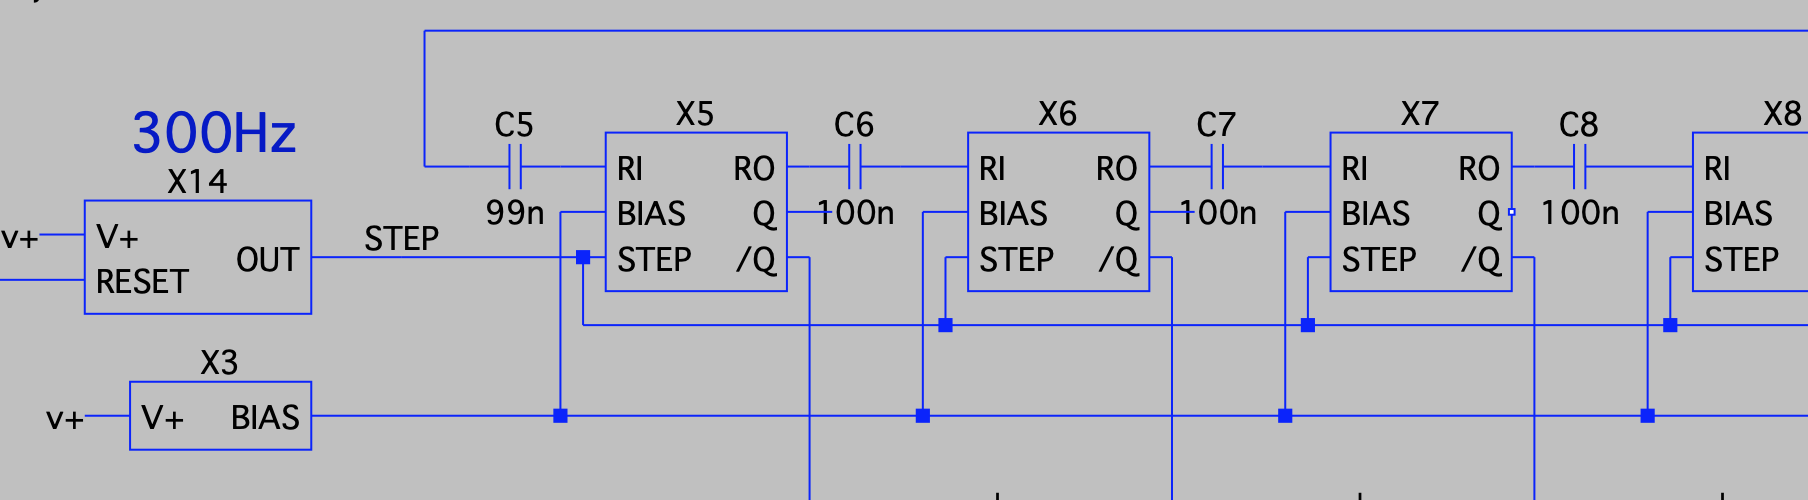 300Hz
X14
V+
V+
RESET
OUT
STEP
X3
V+
V+
BIAS
C5
99n
X5
RI
BIAS
STEP
RO
Q
/Q
C6
100n
X6
RI
BIAS
STEP
RO
Q
/Q
C7
100n
X7
RI
BIAS
STEP
RO
Q
/Q
C8
100n
X8
RI
BIAS
STEP